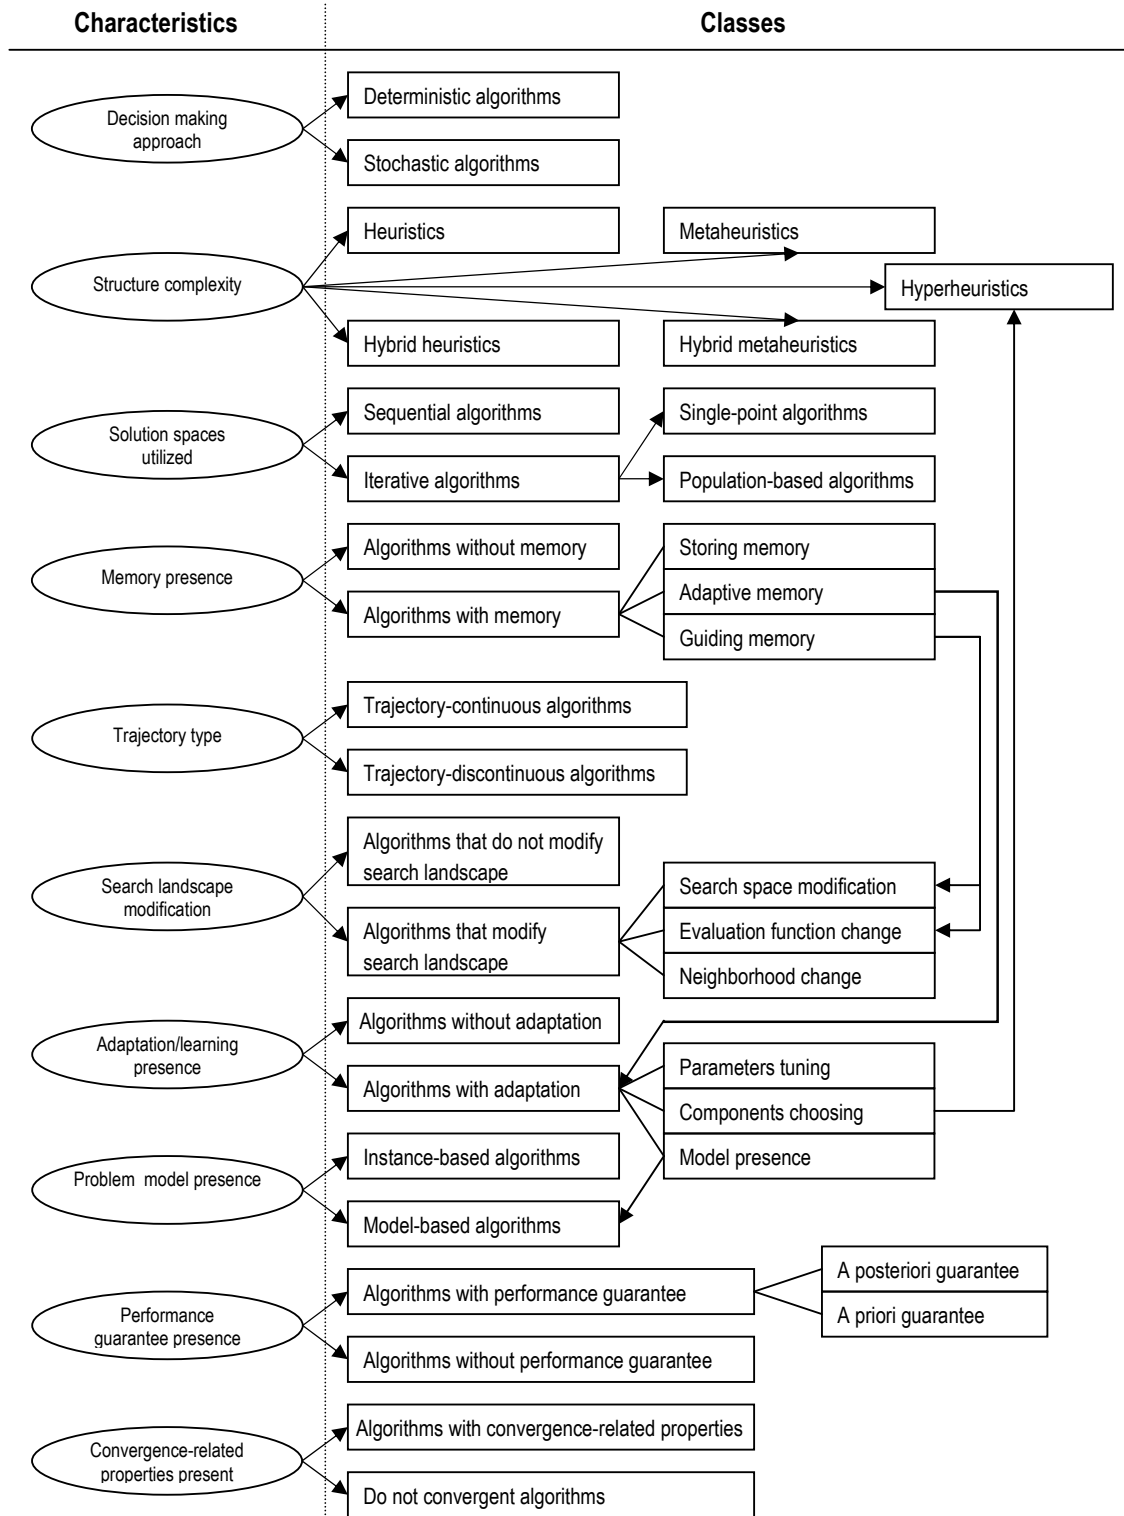 Characteristics
Classes
Decision making
approach
Deterministic algorithms
Stochastic algorithms
Structure complexity
Heuristics
Metaheuristics
Hyperheuristics
Hybrid heuristics
Hybrid metaheuristics
Solution spaces
utilized
Sequential algorithms
Single-point algorithms
Iterative algorithms
Population-based algorithms
Memory presence
Algorithms without memory
Storing memory
Adaptive memory
Algorithms with memory
Guiding memory
Trajectory type
Trajectory-continuous algorithms
Trajectory-discontinuous algorithms
Search landscape
modification
Algorithms that do not modify
search landscape
Algorithms that modify
search landscape
Search space modification
Evaluation function change
Neighborhood change
Adaptation/learning
presence
Algorithms without adaptation
Algorithms with adaptation
Parameters tuning
Components choosing
Model presence
Problem  model presence
Instance-based algorithms
Model-based algorithms
Performance
guarantee presence
Algorithms with performance guarantee
A posteriori guarantee
A priori guarantee
Algorithms without performance guarantee
Convergence-related
properties present
Algorithms with convergence-related properties
Do not convergent algorithms